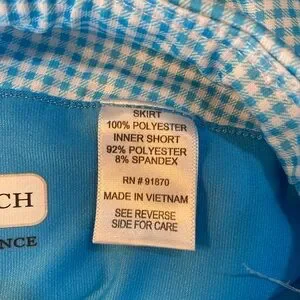 SKIRT
100% POLYESTER
INNER SHORT
92% POLYESTER
8% SPANDEX
RN # 91870
MADE IN VIETNAM
SEE REVERSE
SIDE FOR CARE
CH
NCE